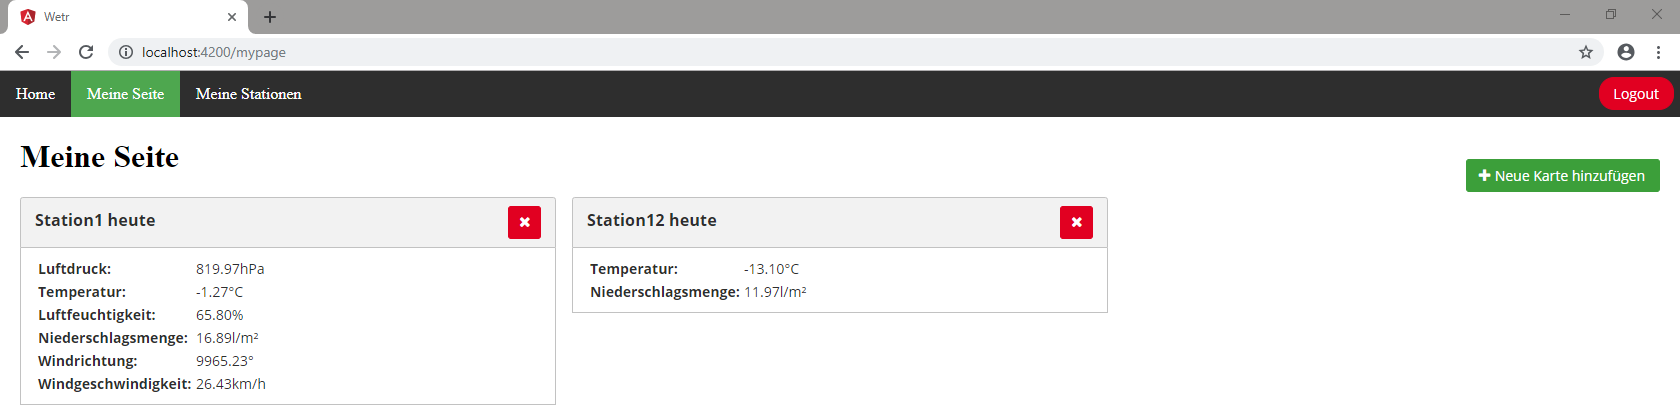 Wetr
localhost:4200/mypage
Home Meine Seite Meine Stationen Logout
Meine Seite
Neue Karte hinzufügen
Station1 heute
Luftdruck: 819.97hPa
Temperatur: -1.27°C
Luftfeuchtigkeit: 65.80%
Niederschlagsmenge: 16.89l/m²
Windrichtung: 9965.23°
Windgeschwindigkeit: 26.43km/h
Station12 heute
Temperatur: -13.10°C
Niederschlagsmenge: 11.97l/m²